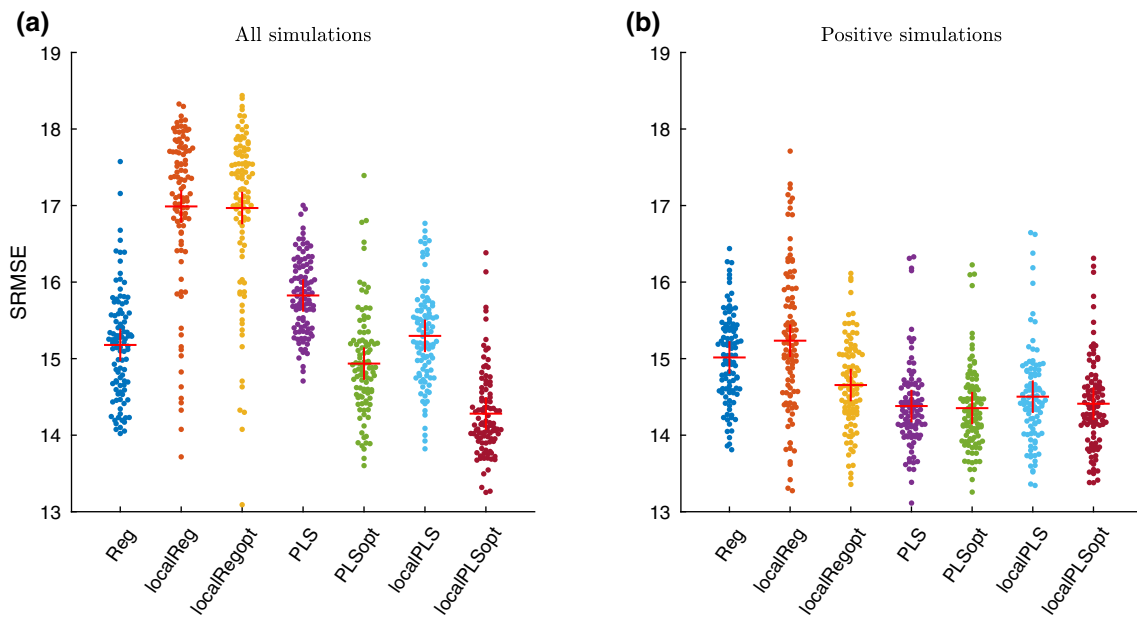 (a)
All simulations
SRMSE
19
18
17
16
15
14
13
Reg
localReg
localRegopt
PLS
PLSopt
localPLS
localPLSopt
(b)
Positive simulations
19
18
17
16
15
14
13
Reg
localReg
localRegopt
PLS
PLSopt
localPLS
localPLSopt